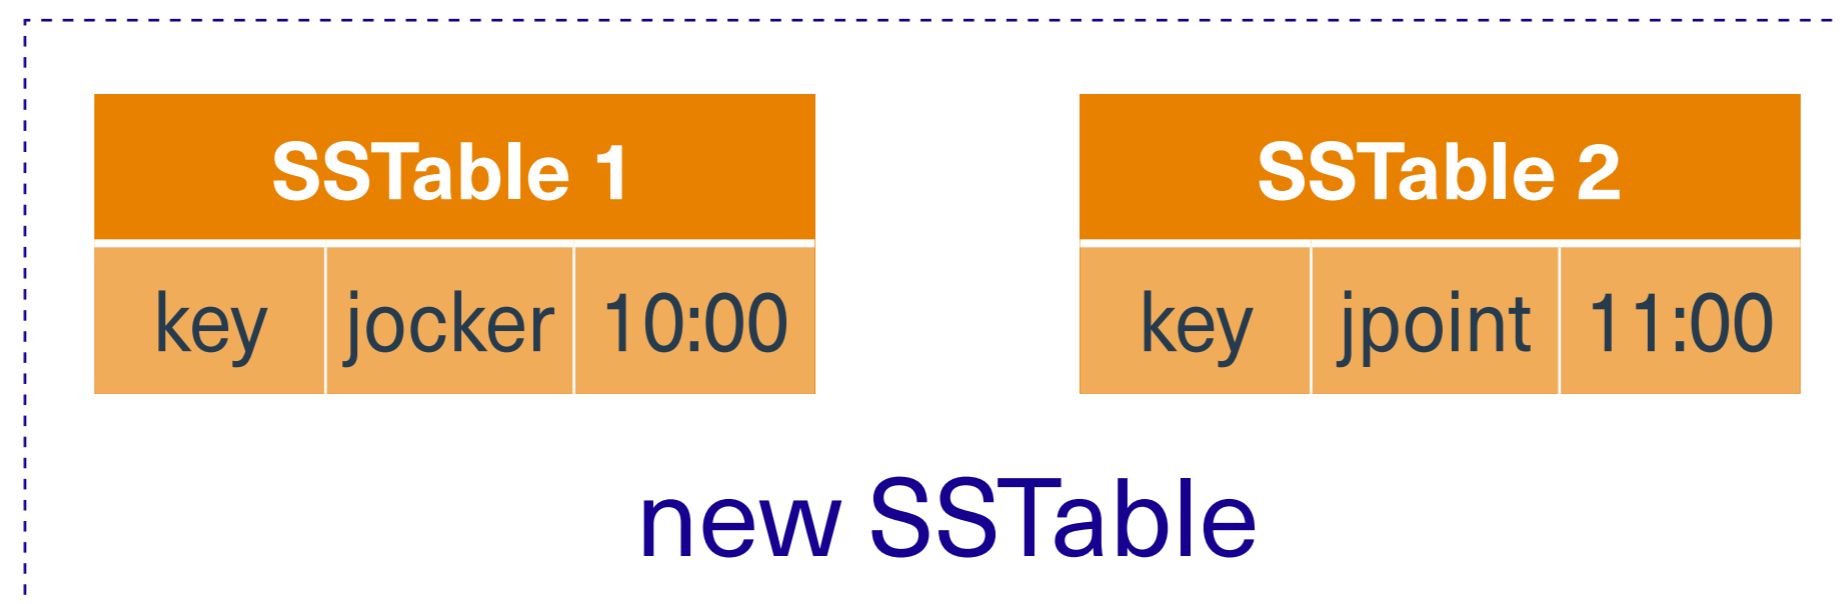 SSTable 1
key jocker 10:00
SSTable 2
key jpoint 11:00
new SSTable